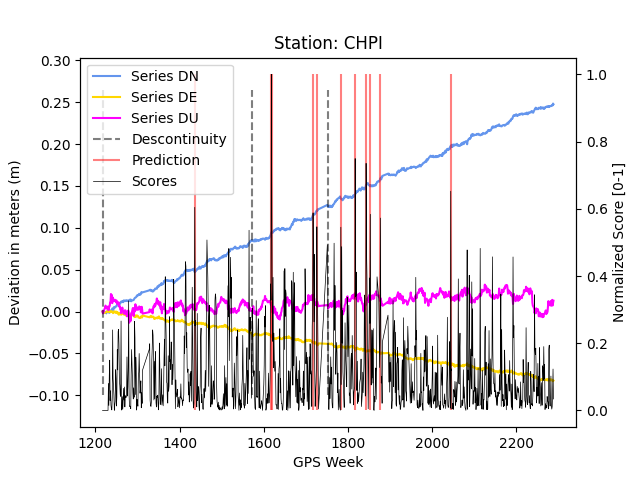 Station: CHPI
Series DN
Series DE
Series DU
Descontinuity
Prediction
Scores
0.30
0.25
0.20
0.15
0.10
0.05
0.00
−0.05
−0.10
Deviation in meters (m)
1.0
0.8
0.6
0.4
0.2
0.0
Normalized Score [0-1]
1200 1400 1600 1800 2000 2200
GPS Week